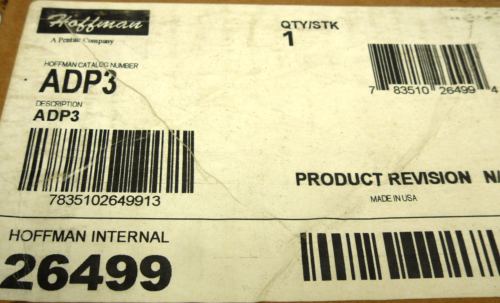 Hoffman
A Pentair Company
QTY/STK
1
7 83510 26499 4
HOFFMAN CATALOG NUMBER
ADP3
DESCRIPTION
ADP3
7835102649913
PRODUCT REVISION
MADE IN USA
HOFFMAN INTERNAL
26499